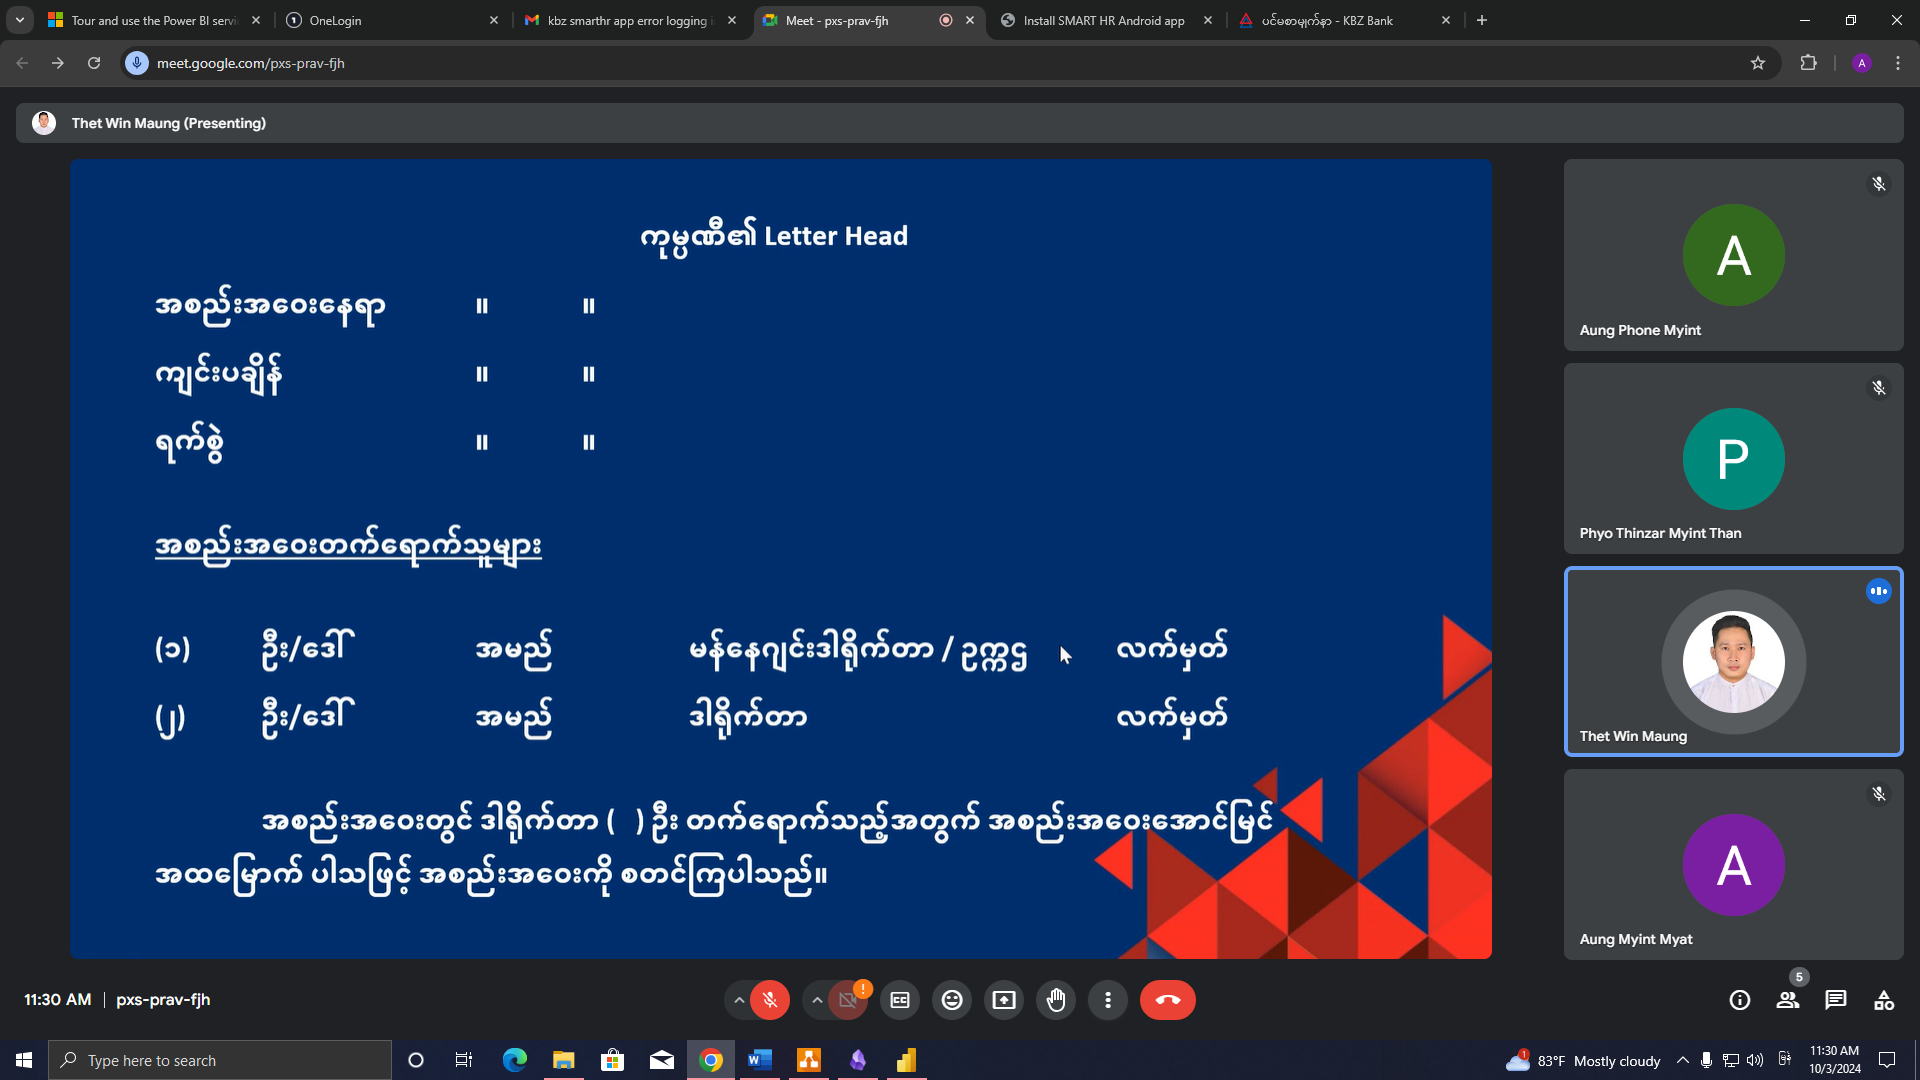 Tour and use the Power BI servi
OneLogin
kbz smarthr app error logging i
Meet - pxs-prav-fjh
Install SMART HR Android app
ပင်မစာမျက်နှာ - KBZ Bank
meet.google.com/pxs-prav-fjh
A
Thet Win Maung (Presenting)
ကုမ္ပဏီ၏ Letter Head
အစည်းအဝေးနေရာ ။ ။
ကျင်းပချိန် ။ ။
ရက်စွဲ ။ ။
အစည်းအဝေးတက်ရောက်သူများ
(၁) ဦး/ဒေါ် အမည် မန်နေဂျင်းဒါရိုက်တာ / ဥက္ကဌ လက်မှတ်
(၂) ဦး/ဒေါ် အမည် ဒါရိုက်တာ လက်မှတ်
အစည်းအဝေးတွင် ဒါရိုက်တာ ( ) ဦး တက်ရောက်သည့်အတွက် အစည်းအဝေးအောင်မြင်
အထမြောက် ပါသဖြင့် အစည်းအဝေးကို စတင်ကြပါသည်။
A
Aung Phone Myint
P
Phyo Thinzar Myint Than
Thet Win Maung
A
Aung Myint Myat
11:30 AM | pxs-prav-fjh
5
Type here to search
1
83°F Mostly cloudy
11:30 AM
10/3/2024